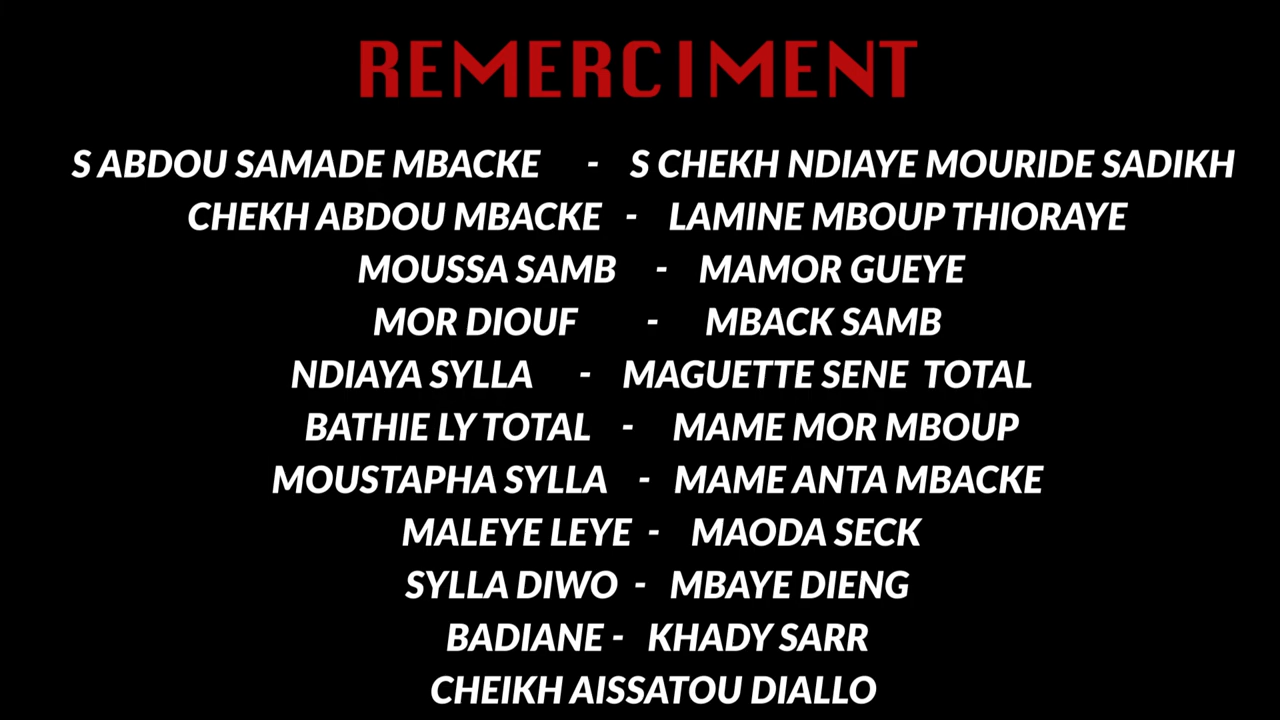 REMERCIMENT
S ABDOU SAMADE MBACKE - S CHEKH NDIAYE MOURIDE SADIKH
CHEKH ABDOU MBACKE - LAMINE MBOUP THIORAYE
MOUSSA SAMB - MAMOR GUEYE
MOR DIOUF - MBACK SAMB
NDIAYA SYLLA - MAGUETTE SENE TOTAL
BATHIE LY TOTAL - MAME MOR MBOUP
MOUSTAPHA SYLLA - MAME ANTA MBACKE
MALEYE LEYE - MAODA SECK
SYLLA DIWO - MBAYE DIENG
BADIANE - KHADY SARR
CHEIKH AISSATOU DIALLO